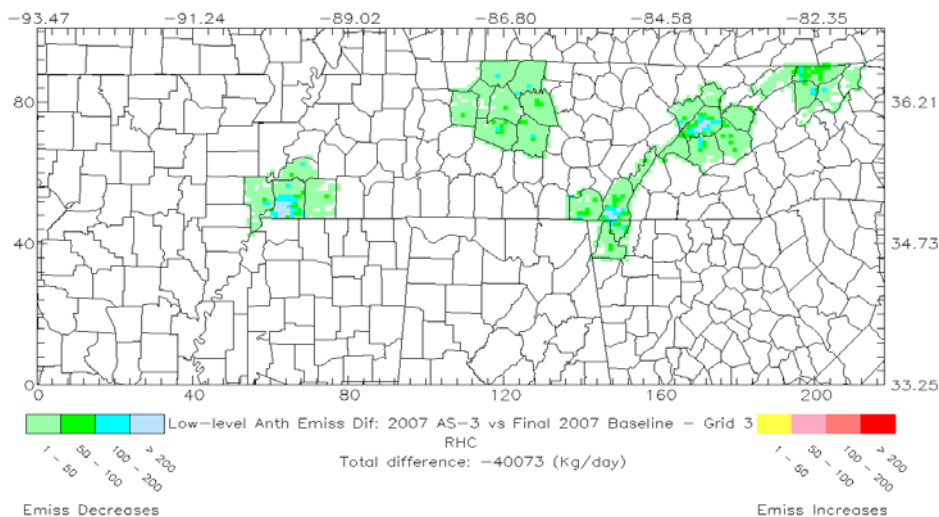 −93.47 −91.24 −89.02 −86.80 −84.58 −82.35
80 36.21
40 34.73
0 33.25
0 40 80 120 160 200
Low-level Anth Emiss Dif: 2007 AS-3 vs Final 2007 Baseline − Grid 3
RHC
Total difference: −40073 (Kg/day)
1 − 50
50 − 100
100 − 200
> 200
1 − 50
50 − 100
100 − 200
> 200
Emiss Decreases
Emiss Increases